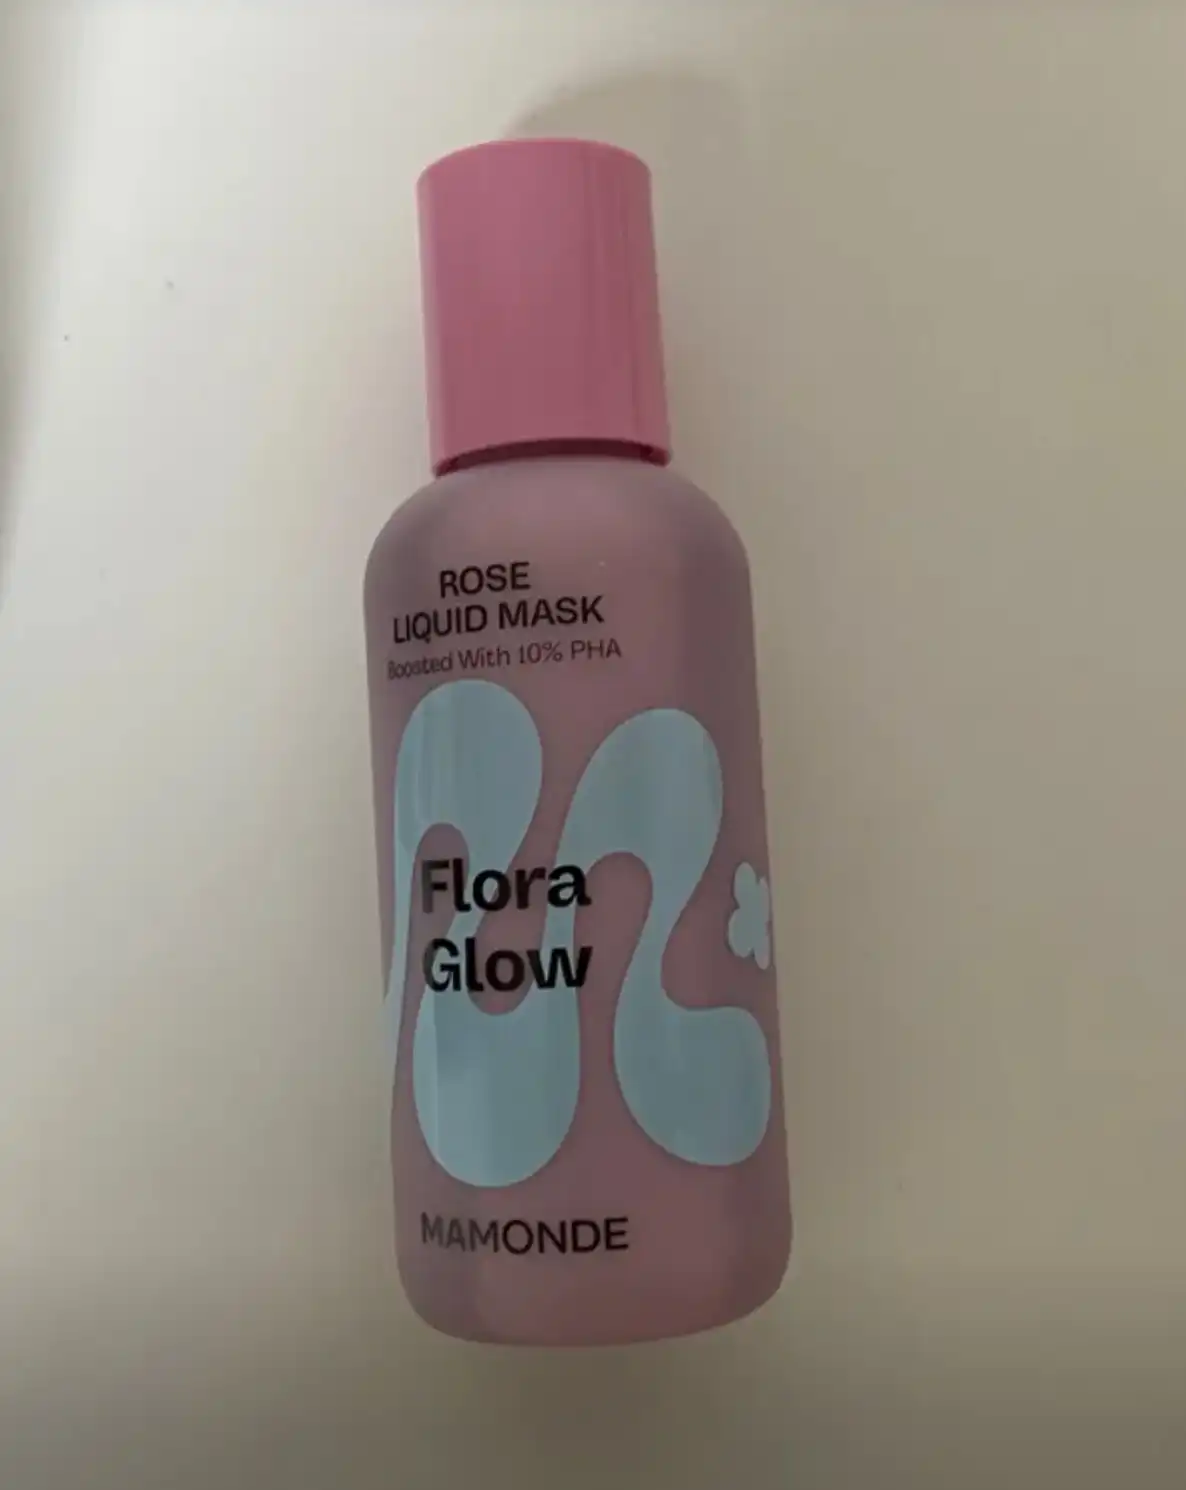 ROSE
LIQUID MASK
Boosted With 10% PHA
Flora
Glow
MAMONDE